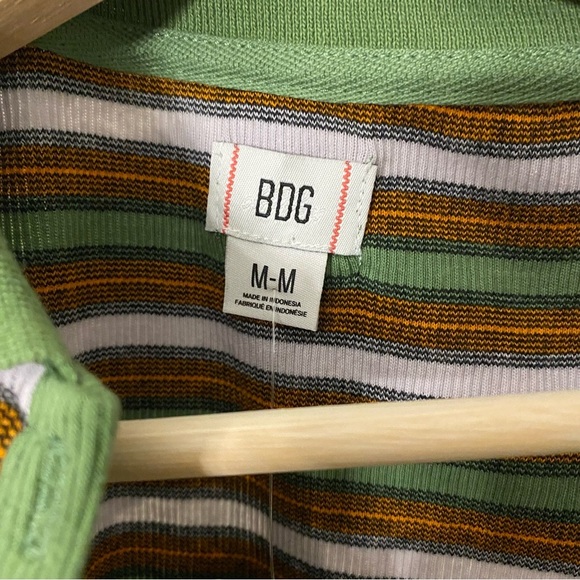 BDG
M-M
MADE IN INDONESIA
FABRIQUÉ EN INDONÉSIE